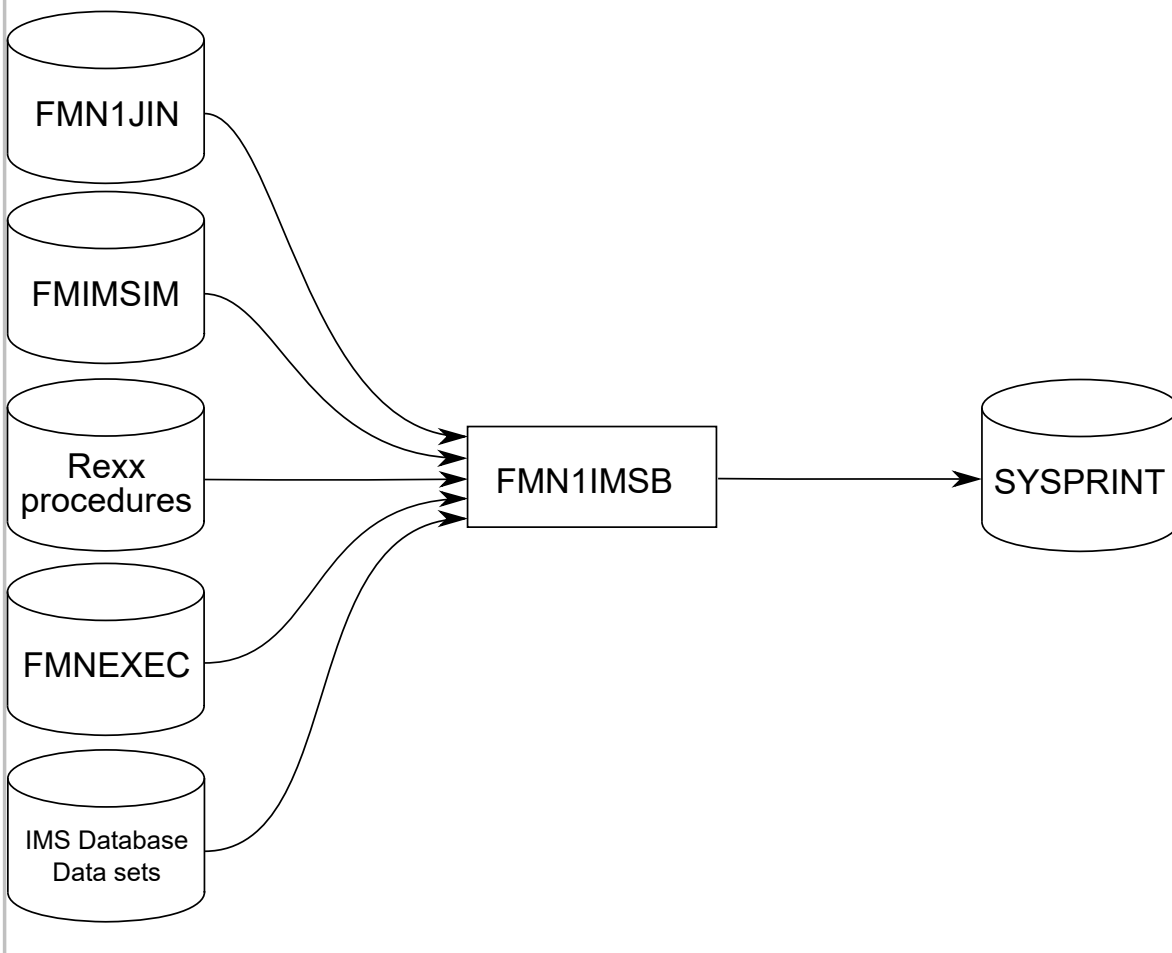 FMN1JIN
FMIMSIM
Rexx
procedures
FMNEXEC
IMS Database
Data sets
FMN1IMSB
SYSPRINT